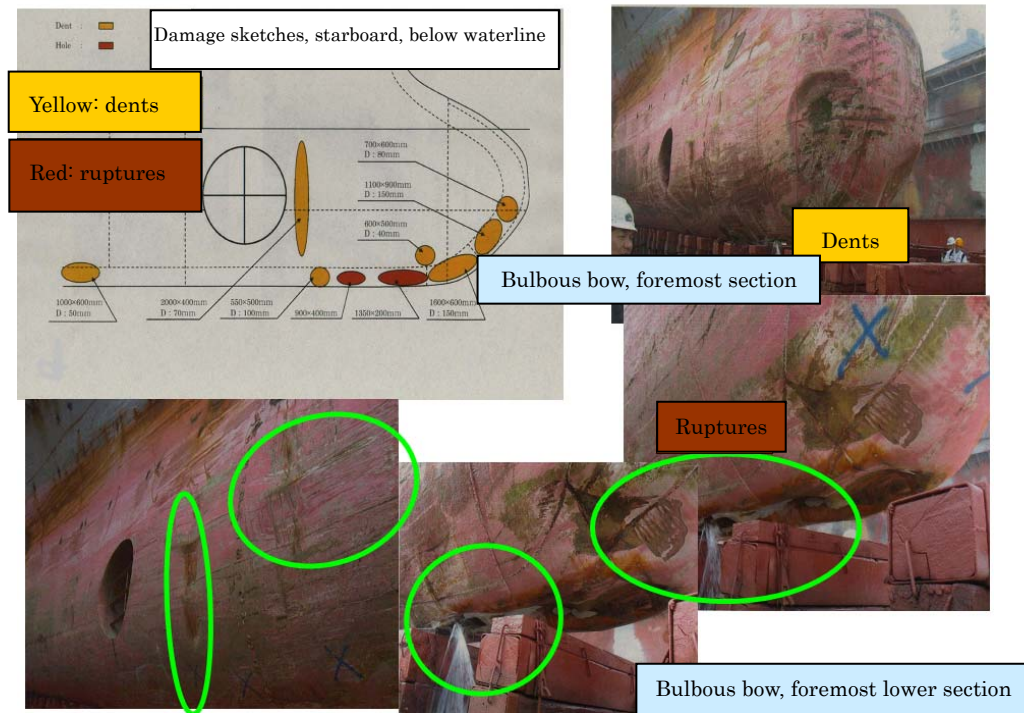 Dent :
Hole :
Damage sketches, starboard, below waterline
Yellow: dents
Red: ruptures
700×600mm
D : 80mm
1100×900mm
D : 150mm
600×500mm
D : 40mm
Dents
Bulbous bow, foremost section
1000×600mm
D : 50mm
2000×400mm
D : 70mm
550×500mm
D : 100mm
900×400mm
1350×200mm
1600×600mm
D : 150mm
Ruptures
Bulbous bow, foremost lower section